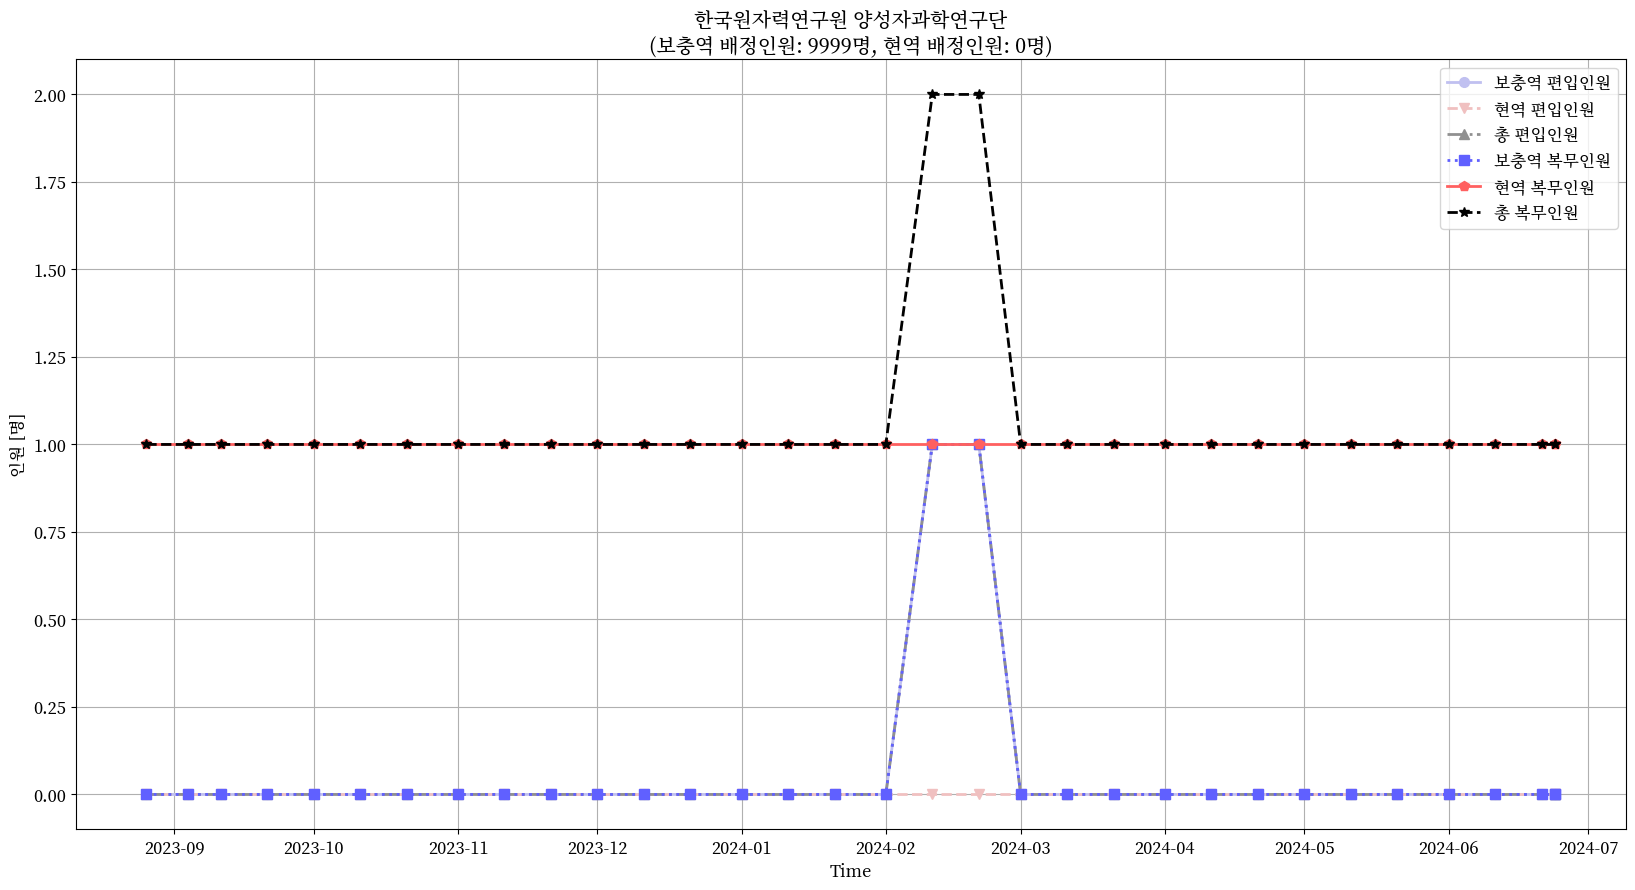 한국원자력연구원 양성자과학연구단
(보충역 배정인원: 9999명, 현역 배정인원: 0명)
보충역 편입인원
현역 편입인원
총 편입인원
보충역 복무인원
현역 복무인원
총 복무인원
2.00
1.75
1.50
1.25
1.00
0.75
0.50
0.25
0.00
인원 [명]
2023-09
2023-10
2023-11
2023-12
2024-01
2024-02
2024-03
2024-04
2024-05
2024-06
2024-07
Time